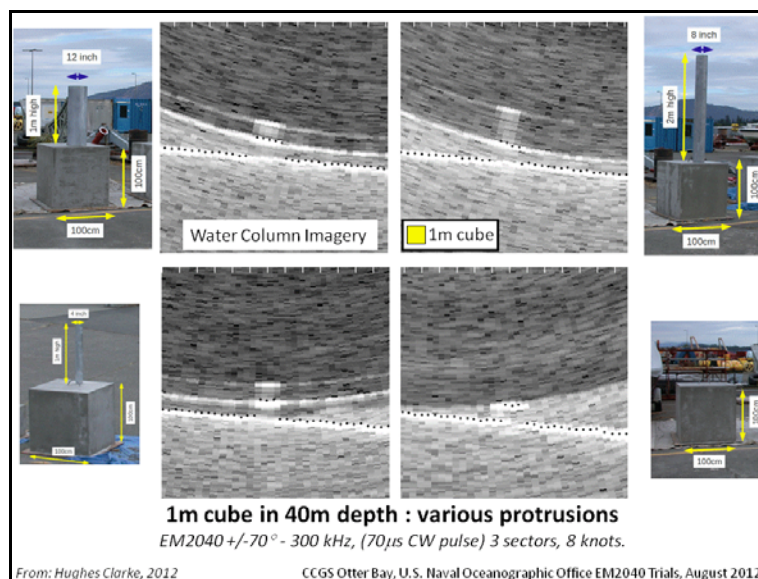 12 inch
1m high
100cm
100cm
8 inch
2m high
100cm
100cm
Water Column Imagery
1m cube
4 inch
1m high
100cm
100cm
100cm
100cm
1m cube in 40m depth : various protrusions
EM2040 +/-70° - 300 kHz, (70µs CW pulse) 3 sectors, 8 knots.
From: Hughes Clarke, 2012
CCGS Otter Bay, U.S. Naval Oceanographic Office EM2040 Trials, August 2012